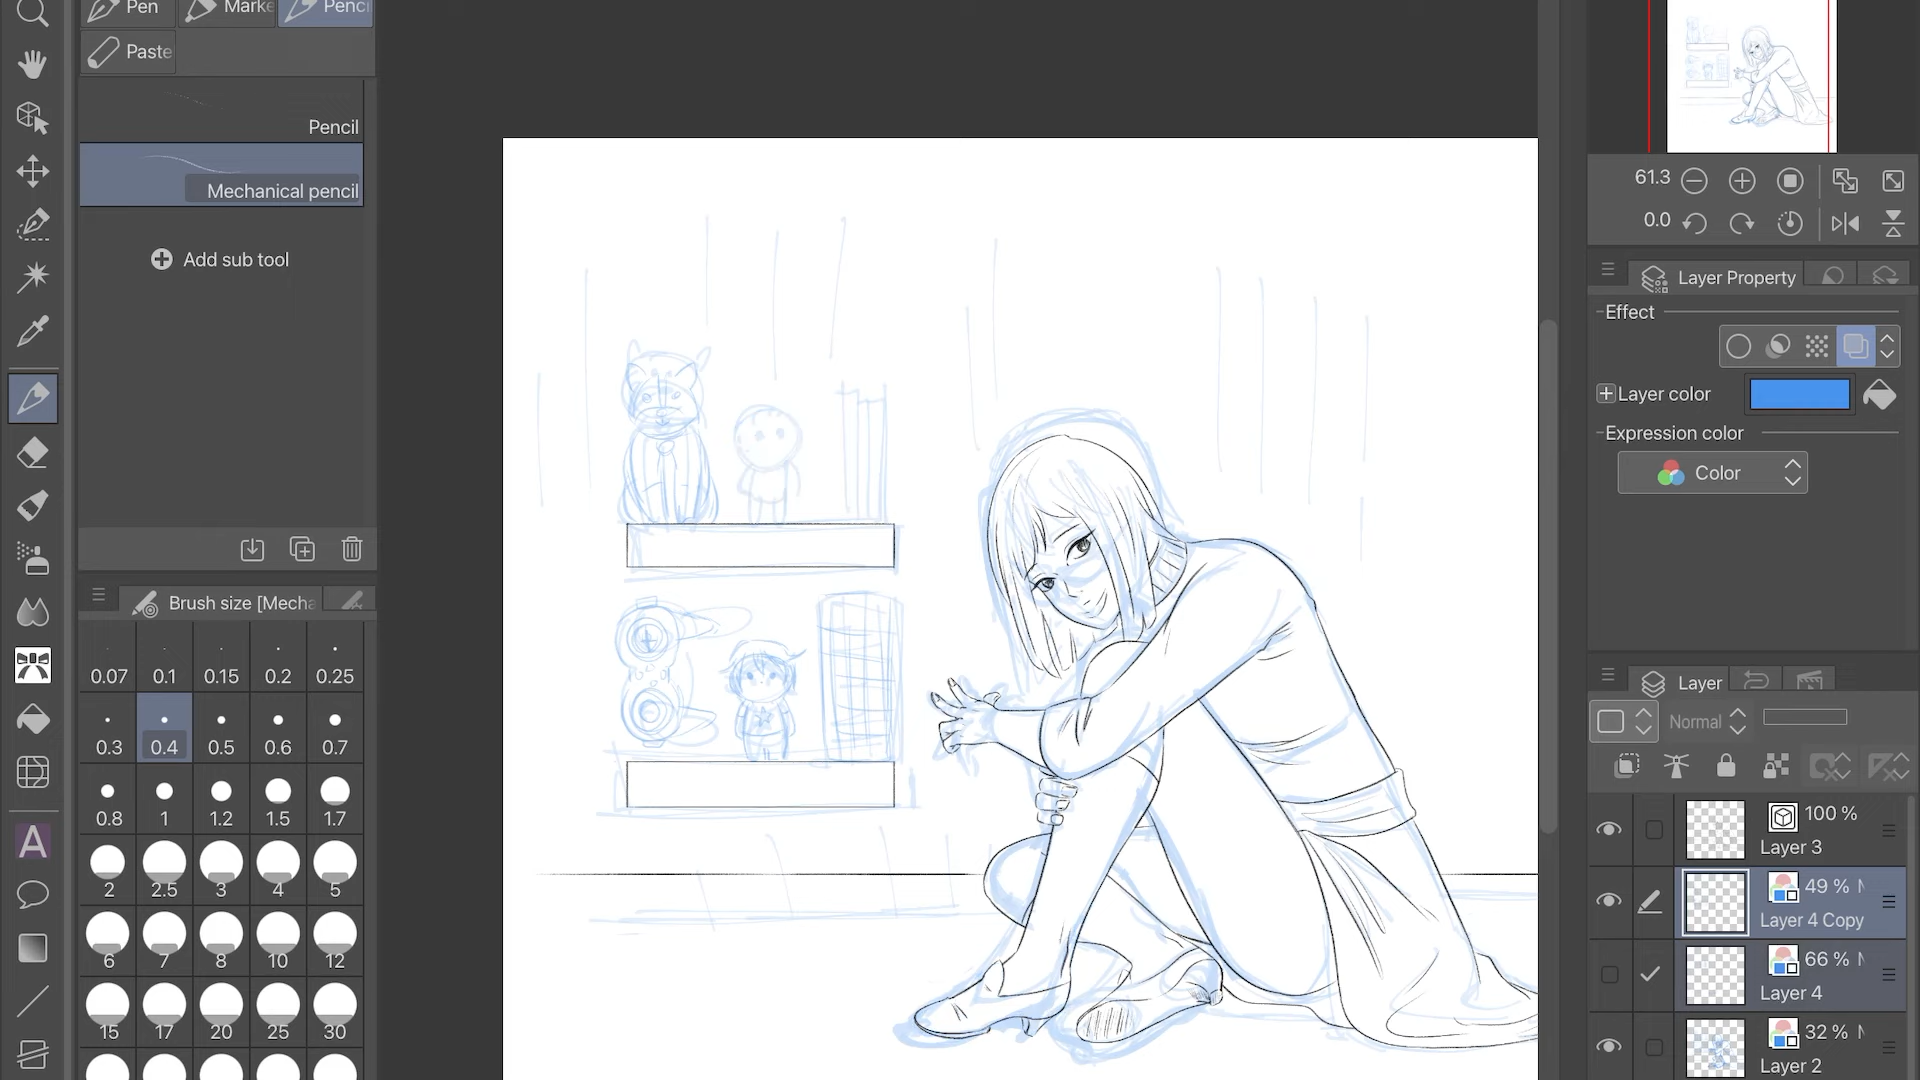 Pen
Marke
Penci
Paste
Pencil
Mechanical pencil
Add sub tool
Brush size [Mecha
0.07 0.1 0.15 0.2 0.25
0.3 0.4 0.5 0.6 0.7
0.8 1 1.2 1.5 1.7
2 2.5 3 4 5
6 7 8 10 12
15 17 20 25 30
A
61.3
0.0
Layer Property
Effect
Layer color
Expression color
Color
Layer
Normal
100 %
Layer 3
49 % N
Layer 4 Copy
66 % N
Layer 4
32 % N
Layer 2